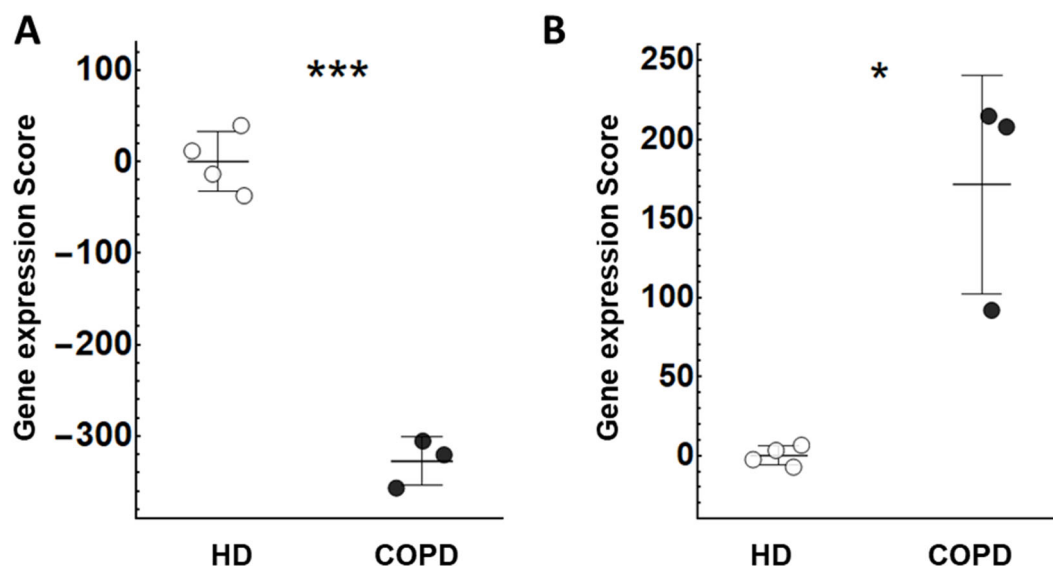 A
Gene expression Score
100
0
−100
−200
−300
***
HD
COPD
B
Gene expression Score
250
200
150
100
50
0
*
HD
COPD